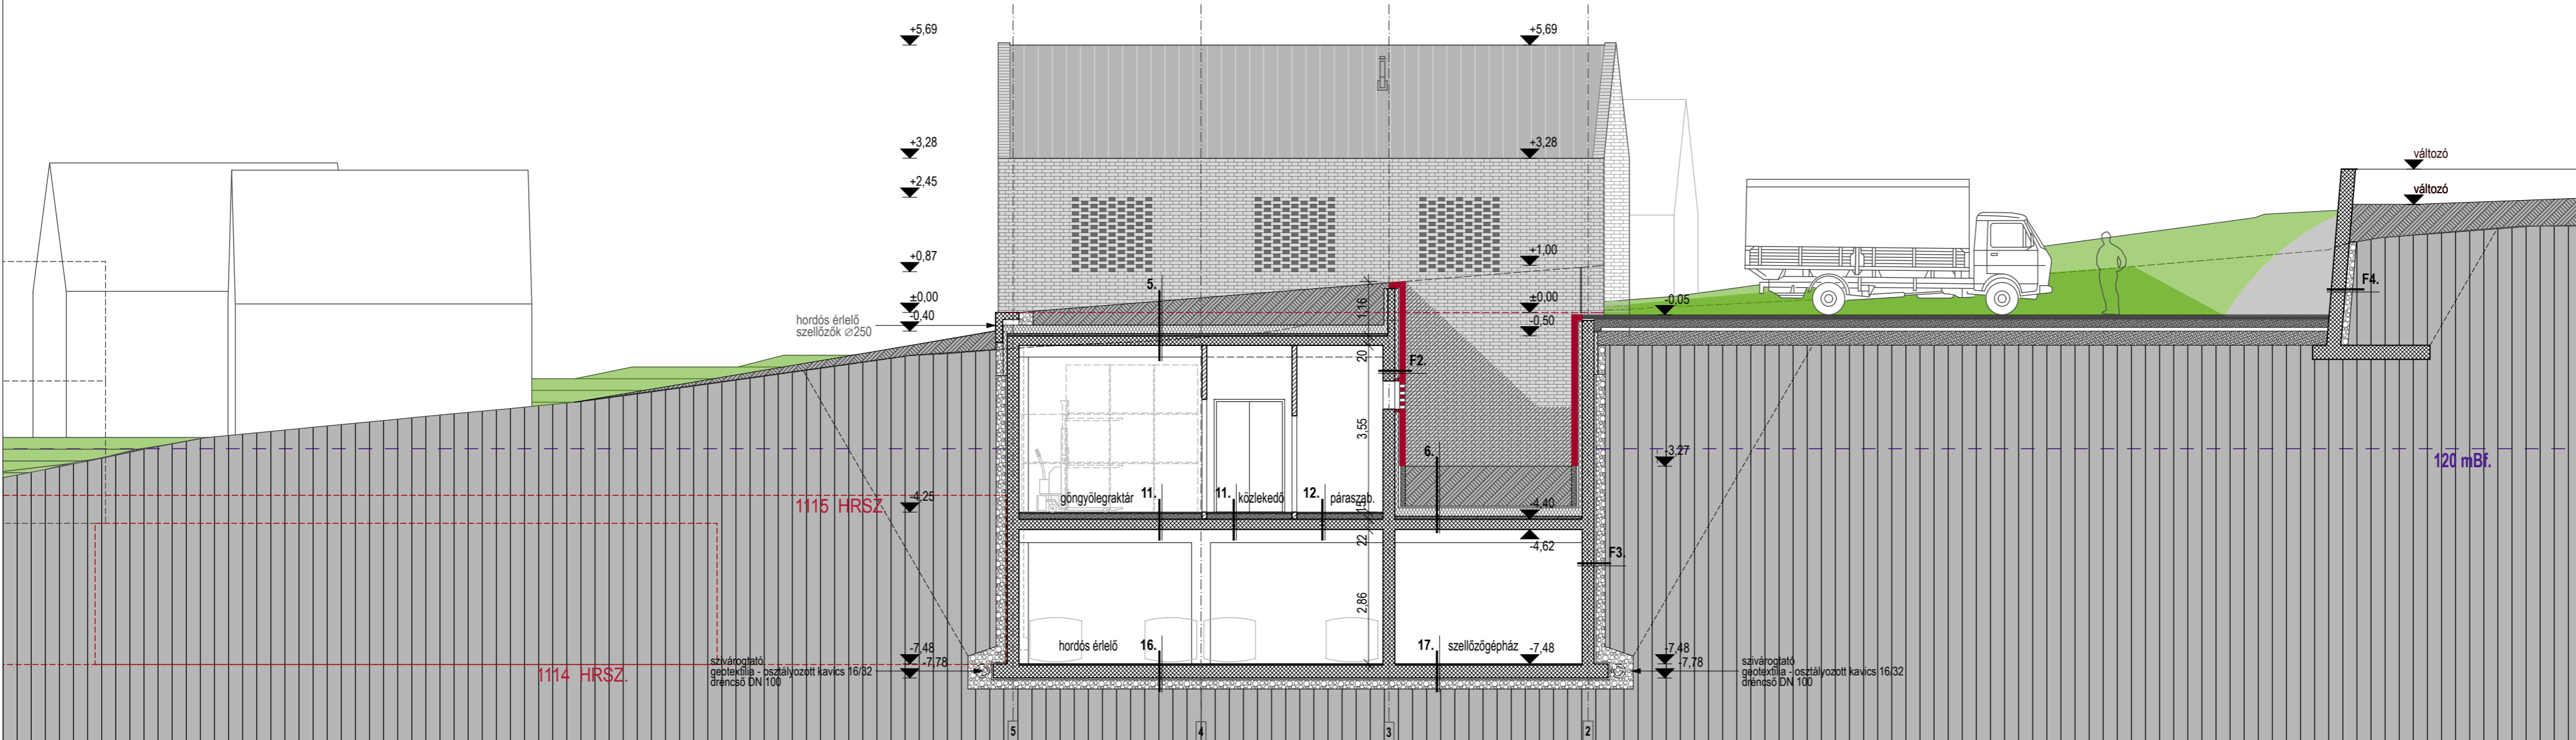 +5,69
+5,69
+3,28
+3,28
változó
+2,45
változó
+1,00
+0,87
F4.
5.
±0,00
1,16
±0,00
-0,05
-0,40
hordós érlelő
szellőzők ∅250
-0,50
20
F2.
3,55
6.
-3,27
120 mBf.
-4,25
1115 HRSZ.
göngyölegraktár
11.
11.
közlekedő
12.
páraszab.
15
-4,40
22
-4,62
F3.
2,86
hordós érlelő
16.
17.
szellőzőgépház
-7,48
-7,48
-7,78
-7,48
-7,78
1114 HRSZ.
szivárogtató
geotextília - osztályozott kavics 16/32
dréncső DN 100
szivárogtató
geotextília - osztályozott kavics 16/32
dréncső DN 100
5
4
3
2